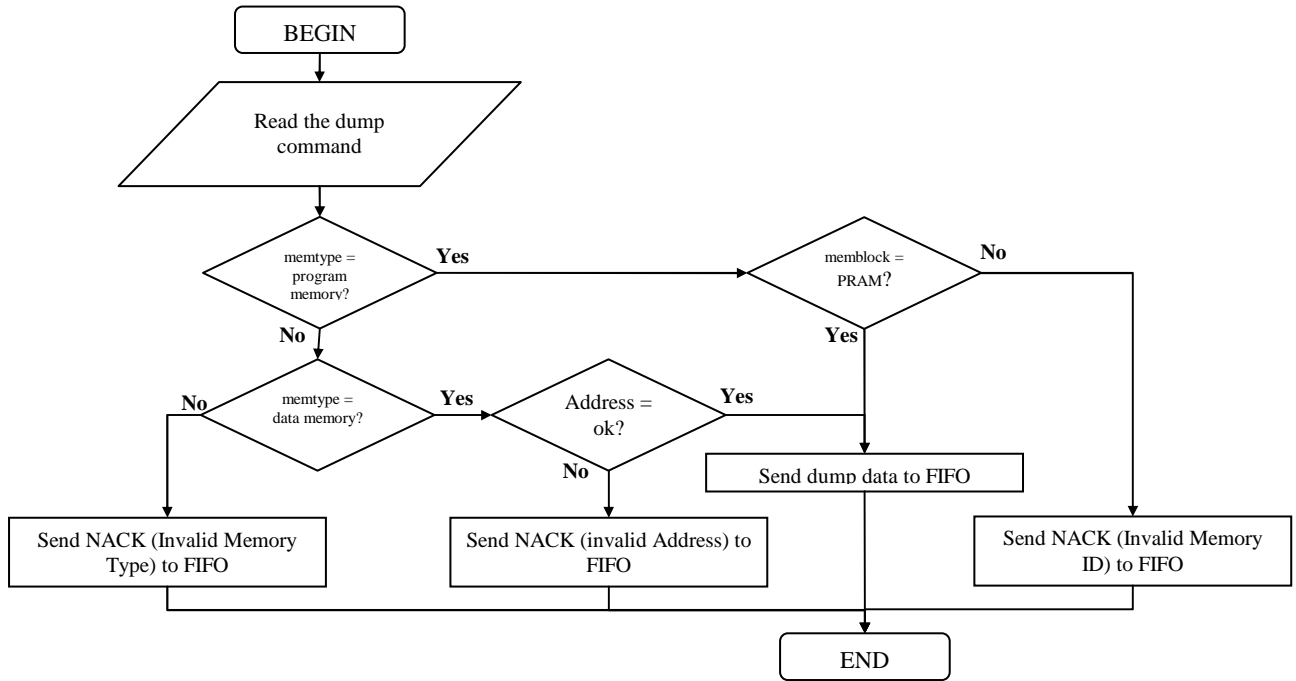 BEGIN
Read the dump
command
memtype =
program
memory?
Yes
memblock =
PRAM?
No
No
Yes
No
memtype =
data memory?
Yes
Address =
ok?
Yes
No
Send dump data to FIFO
Send NACK (Invalid Memory
Type) to FIFO
Send NACK (invalid Address) to
FIFO
Send NACK (Invalid Memory
ID) to FIFO
END